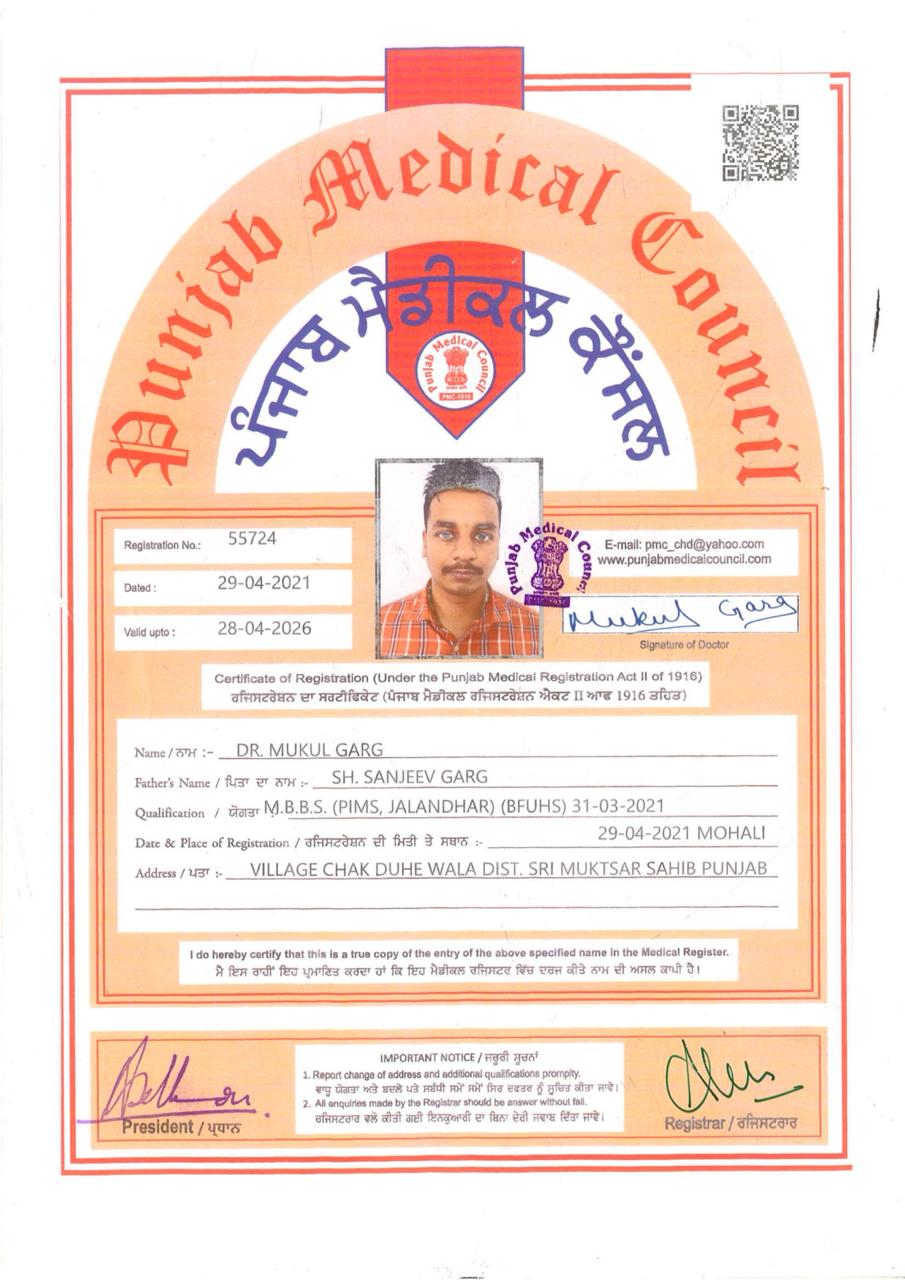 Punjab Medical Council
ਪੰਜਾਬ ਮੈਡੀਕਲ ਕੌਂਸਲ
Punjab Medical Council
PMC-1916
Registration No.: 55724
Dated : 29-04-2021
Valid upto : 28-04-2026
Punjab Medical Council
PMC-1916
E-mail: pmc_chd@yahoo.com
www.punjabmedicalcouncil.com
Mukul Garg
Signature of Doctor
Certificate of Registration (Under the Punjab Medical Registration Act II of 1916)
ਰਜਿਸਟਰੇਸ਼ਨ ਦਾ ਸਰਟੀਫਿਕੇਟ (ਪੰਜਾਬ ਮੈਡੀਕਲ ਰਜਿਸਟਰੇਸ਼ਨ ਐਕਟ II ਆਫ 1916 ਤਹਿਤ)
Name / ਨਾਮ :- DR. MUKUL GARG
Father's Name / ਪਿਤਾ ਦਾ ਨਾਮ :- SH. SANJEEV GARG
Qualification / ਯੋਗਤਾ M.B.B.S. (PIMS, JALANDHAR) (BFUHS) 31-03-2021
Date & Place of Registration / ਰਜਿਸਟਰੇਸ਼ਨ ਦੀ ਮਿਤੀ ਤੇ ਸਥਾਨ :- 29-04-2021 MOHALI
Address / ਪਤਾ :- VILLAGE CHAK DUHE WALA DIST. SRI MUKTSAR SAHIB PUNJAB
I do hereby certify that this is a true copy of the entry of the above specified name in the Medical Register.
ਮੈ ਇਸ ਰਾਹੀਂ ਇਹ ਪ੍ਰਮਾਣਿਤ ਕਰਦਾ ਹਾਂ ਕਿ ਇਹ ਮੈਡੀਕਲ ਰਜਿਸਟਰ ਵਿੱਚ ਦਰਜ ਕੀਤੇ ਨਾਮ ਦੀ ਅਸਲ ਕਾਪੀ ਹੈ।
IMPORTANT NOTICE / ਜ਼ਰੂਰੀ ਸੂਚਨਾਂ
1. Report change of address and additional qualifications promplty.
ਵਾਧੂ ਯੋਗਤਾ ਅਤੇ ਬਦਲੇ ਪਤੇ ਸਬੰਧੀ ਸਮੇਂ ਸਮੇਂ ਸਿਰ ਦਫਤਰ ਨੂੰ ਸੂਚਿਤ ਕੀਤਾ ਜਾਵੇ।
2. All enquiries made by the Registrar should be answer without fail.
ਰਜਿਸਟਰਾਰ ਵਲੋ ਕੀਤੀ ਗਈ ਇਨਕੁਆਰੀ ਦਾ ਬਿਨਾ ਦੇਰੀ ਜਵਾਬ ਦਿੱਤਾ ਜਾਵੇ।
President / ਪ੍ਰਧਾਨ
Registrar / ਰਜਿਸਟਰਾਰ